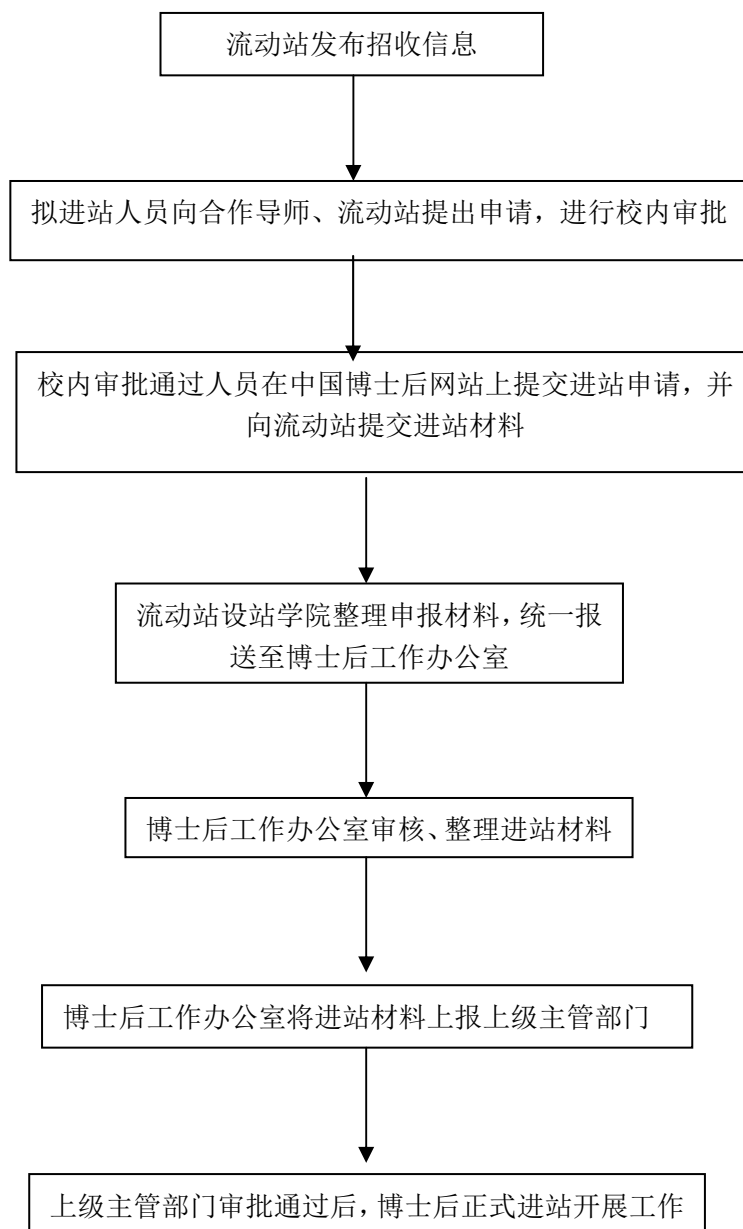 流动站发布招收信息
拟进站人员向合作导师、流动站提出申请，进行校内审批
校内审批通过人员在中国博士后网站上提交进站申请，并
向流动站提交进站材料
流动站设站学院整理申报材料，统一报
送至博士后工作办公室
博士后工作办公室审核、整理进站材料
博士后工作办公室将进站材料上报上级主管部门
上级主管部门审批通过后，博士后正式进站开展工作